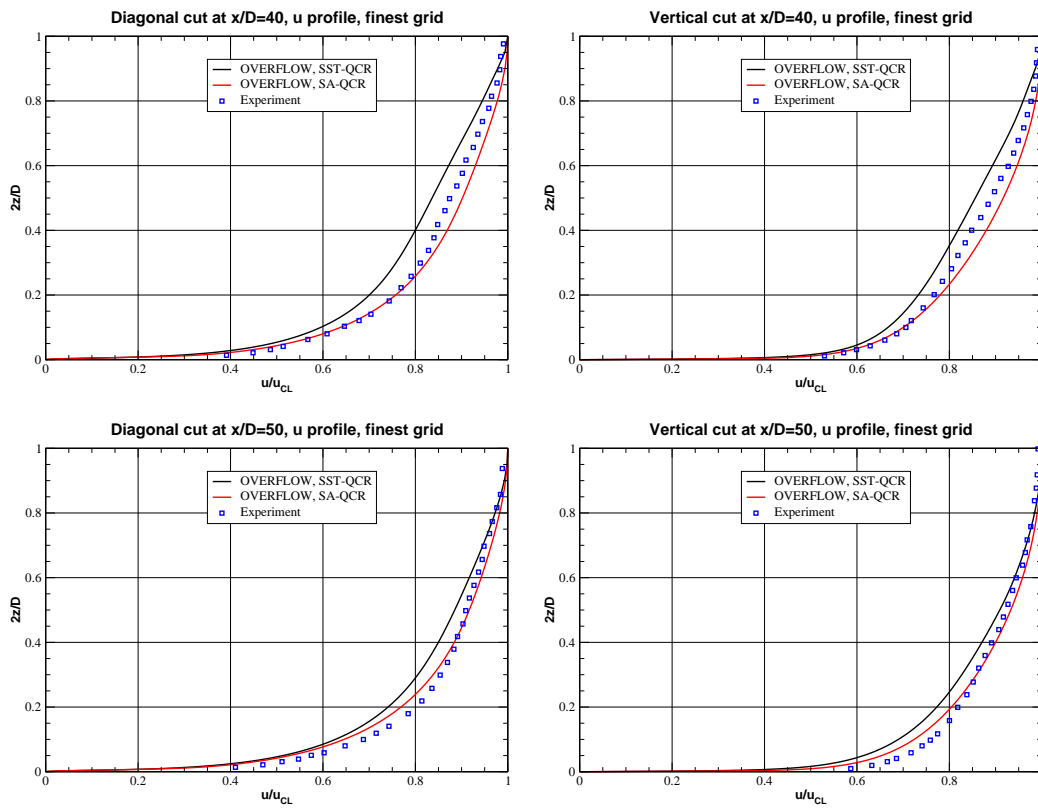 Diagonal cut at x/D=40, u profile, finest grid
1
0.8
0.6
0.4
0.2
0
2z/D
OVERFLOW, SST-QCR
OVERFLOW, SA-QCR
Experiment
0 0.2 0.4 0.6 0.8 1
u/uCL
Vertical cut at x/D=40, u profile, finest grid
1
0.8
0.6
0.4
0.2
0
2z/D
OVERFLOW, SST-QCR
OVERFLOW, SA-QCR
Experiment
0 0.2 0.4 0.6 0.8
u/uCL
Diagonal cut at x/D=50, u profile, finest grid
1
0.8
0.6
0.4
0.2
0
2z/D
OVERFLOW, SST-QCR
OVERFLOW, SA-QCR
Experiment
0 0.2 0.4 0.6 0.8 1
u/uCL
Vertical cut at x/D=50, u profile, finest grid
1
0.8
0.6
0.4
0.2
0
2z/D
OVERFLOW, SST-QCR
OVERFLOW, SA-QCR
Experiment
0 0.2 0.4 0.6 0.8
u/uCL